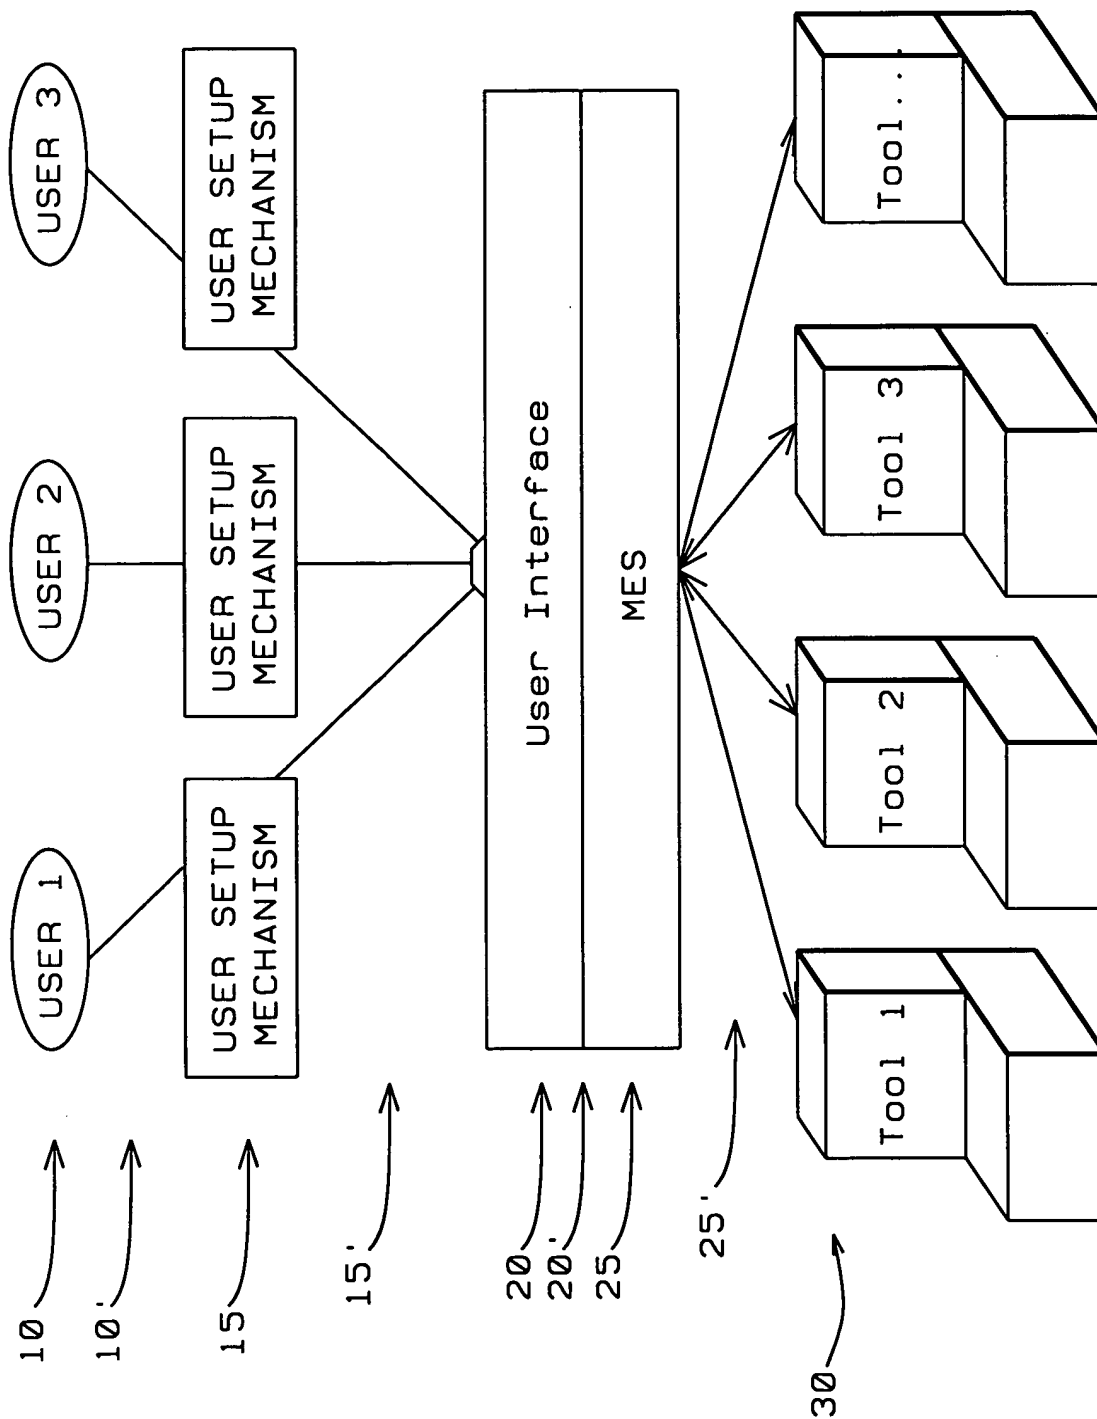 10
USER 1
USER 2
USER 3
10'
15
USER SETUP
MECHANISM
USER SETUP
MECHANISM
USER SETUP
MECHANISM
15'
20
User Interface
20'
25
MES
25'
30
Tool 1
Tool 2
Tool 3
Tool...